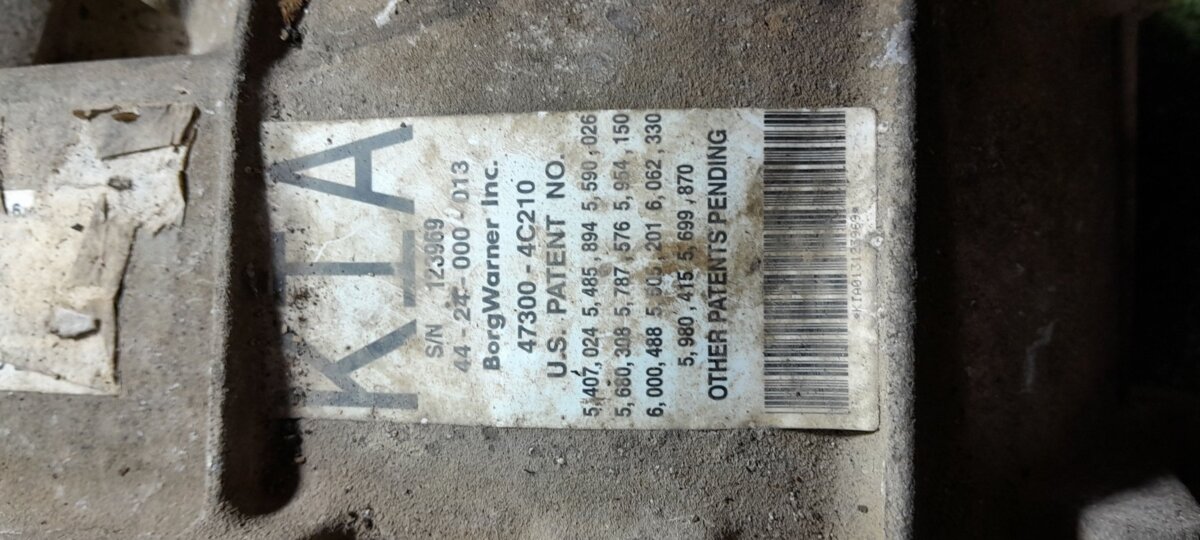 KIA
S/N 123969
44-24-000-013
BorgWarner Inc.
47300-4C210
U.S. PATENT NO.
5,407,024 5,485,894 5,590,026
5,680,308 5,787,576 5,954,150
6,000,488 201 6,062,330
5,980,415 5,699,870
OTHER PATENTS PENDING